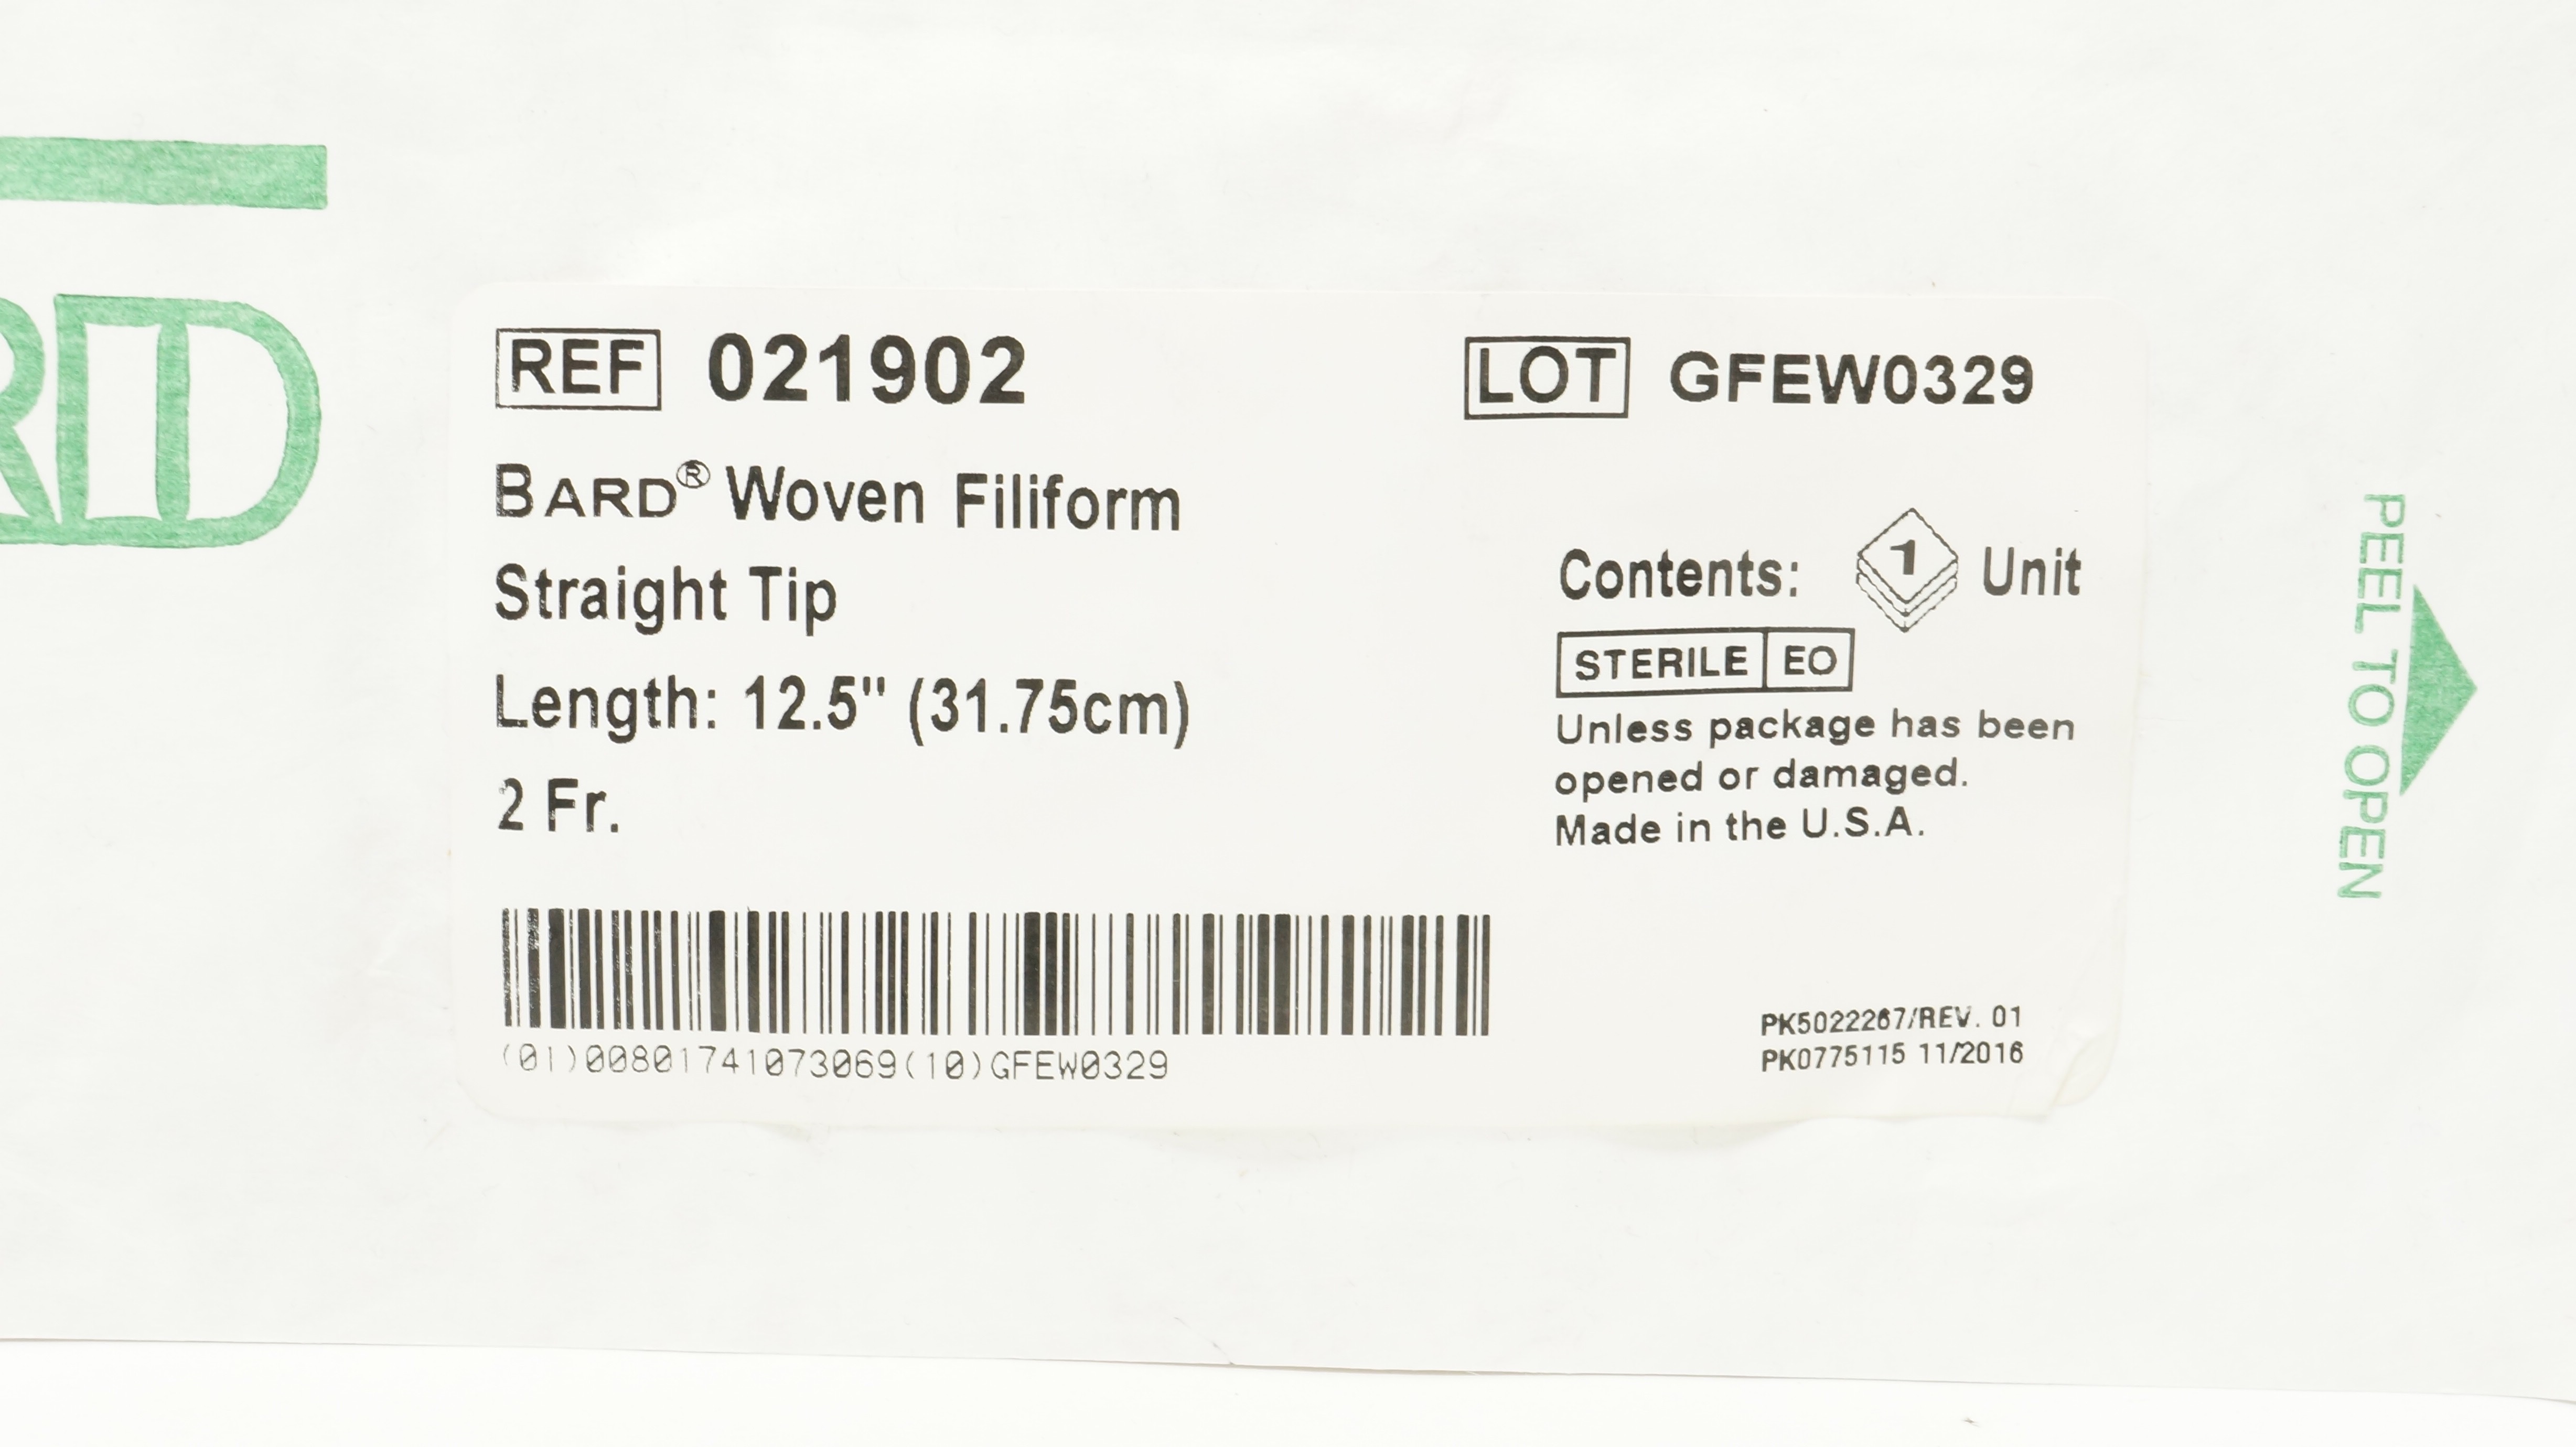 RD
REF 021902
LOT GFEW0329
BARD® Woven Filiform
Straight Tip
Length: 12.5" (31.75cm)
2 Fr.
Contents: 1 Unit
STERILE EO
Unless package has been
opened or damaged.
Made in the U.S.A.
(01)00801741073069(10)GFEW0329
PK5022267/REV. 01
PK0775115 11/2016
PEEL TO OPEN